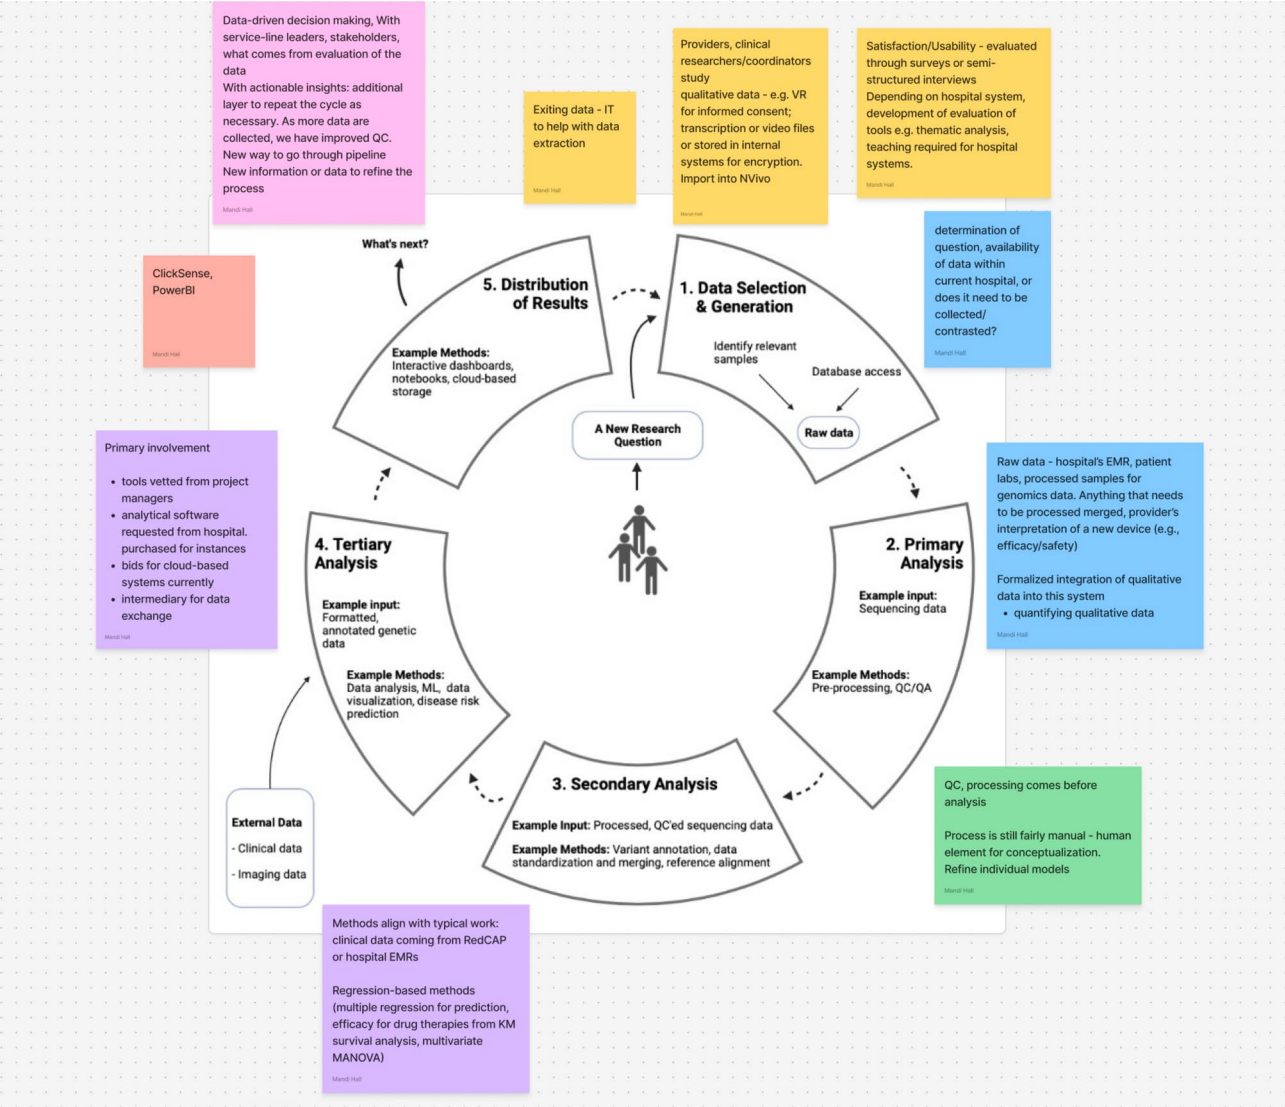 Data-driven decision making, With
service-line leaders, stakeholders,
what comes from evaluation of the
data
With actionable insights: additional
layer to repeat the cycle as
necessary. As more data are
collected, we have improved QC.
New way to go through pipeline
New information or data to refine the
process
Mandi Hall
Exiting data - IT
to help with data
extraction
Mandi Hall
Providers, clinical
researchers/coordinators
study
qualitative data - e.g. VR
for informed consent;
transcription or video files
or stored in internal
systems for encryption.
Import into NVivo
Mandi Hall
Satisfaction/Usability - evaluated
through surveys or semi-
structured interviews
Depending on hospital system,
development of evaluation of
tools e.g. thematic analysis,
teaching required for hospital
systems.
Mandi Hall
determination of
question, availability
of data within
current hospital, or
does it need to be
collected/
contrasted?
Mandi Hall
ClickSense,
PowerBI
Mandi Hall
What's next?
5. Distribution
of Results
Example Methods:
Interactive dashboards,
notebooks, cloud-based
storage
1. Data Selection
& Generation
Identify relevant
samples
Database access
Raw data
A New Research
Question
Primary involvement
• tools vetted from project
managers
• analytical software
requested from hospital.
purchased for instances
• bids for cloud-based
systems currently
• intermediary for data
exchange
Mandi Hall
Raw data - hospital's EMR, patient
labs, processed samples for
genomics data. Anything that needs
to be processed merged, provider's
interpretation of a new device (e.g.,
efficacy/safety)
Formalized integration of qualitative
data into this system
• quantifying qualitative data
Mandi Hall
2. Primary
Analysis
Example input:
Sequencing data
Example Methods:
Pre-processing, QC/QA
4. Tertiary
Analysis
Example input:
Formatted,
annotated genetic
data
Example Methods:
Data analysis, ML, data
visualization, disease risk
prediction
3. Secondary Analysis
Example Input: Processed, QC'ed sequencing data
Example Methods: Variant annotation, data
standardization and merging, reference alignment
External Data
- Clinical data
- Imaging data
QC, processing comes before
analysis
Process is still fairly manual - human
element for conceptualization.
Refine individual models
Mandi Hall
Methods align with typical work:
clinical data coming from RedCAP
or hospital EMRs
Regression-based methods
(multiple regression for prediction,
efficacy for drug therapies from KM
survival analysis, multivariate
MANOVA)
Mandi Hall